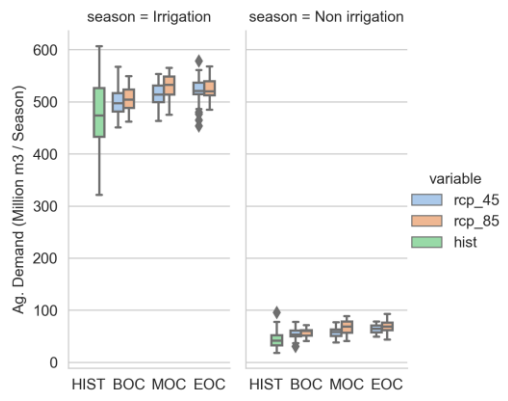 season = Irrigation
season = Non irrigation
Ag. Demand (Million m3 / Season)
600
500
400
300
200
100
0
HIST BOC MOC EOC
HIST BOC MOC EOC
variable
rcp_45
rcp_85
hist